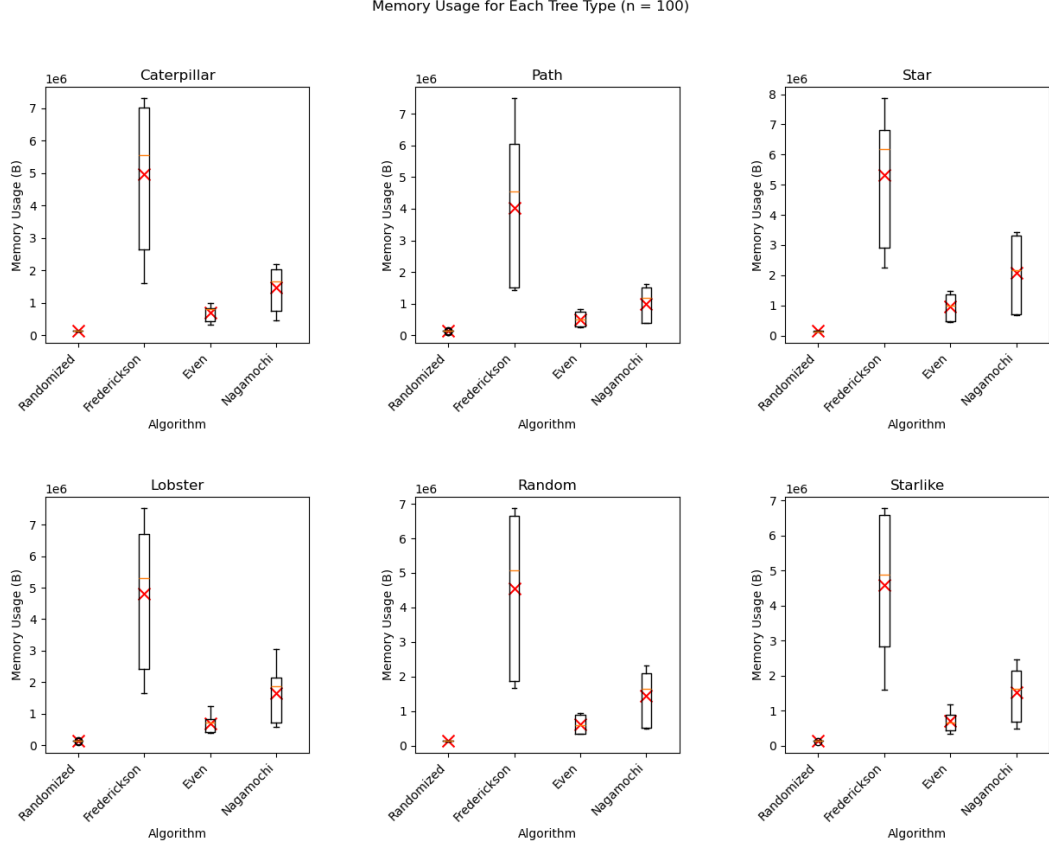 Memory Usage for Each Tree Type (n = 100)
Caterpillar
1e6
Memory Usage (B)
7
6
5
4
3
2
1
0
Randomized
Frederickson
Even
Nagamochi
Algorithm
Path
1e6
Memory Usage (B)
7
6
5
4
3
2
1
0
Randomized
Frederickson
Even
Nagamochi
Algorithm
Star
1e6
Memory Usage (B)
8
7
6
5
4
3
2
1
0
Randomized
Frederickson
Even
Nagamochi
Algorithm
Lobster
1e6
Memory Usage (B)
7
6
5
4
3
2
1
0
Randomized
Frederickson
Even
Nagamochi
Algorithm
Random
1e6
Memory Usage (B)
7
6
5
4
3
2
1
0
Randomized
Frederickson
Even
Nagamochi
Algorithm
Starlike
1e6
Memory Usage (B)
7
6
5
4
3
2
1
0
Randomized
Frederickson
Even
Nagamochi
Algorithm